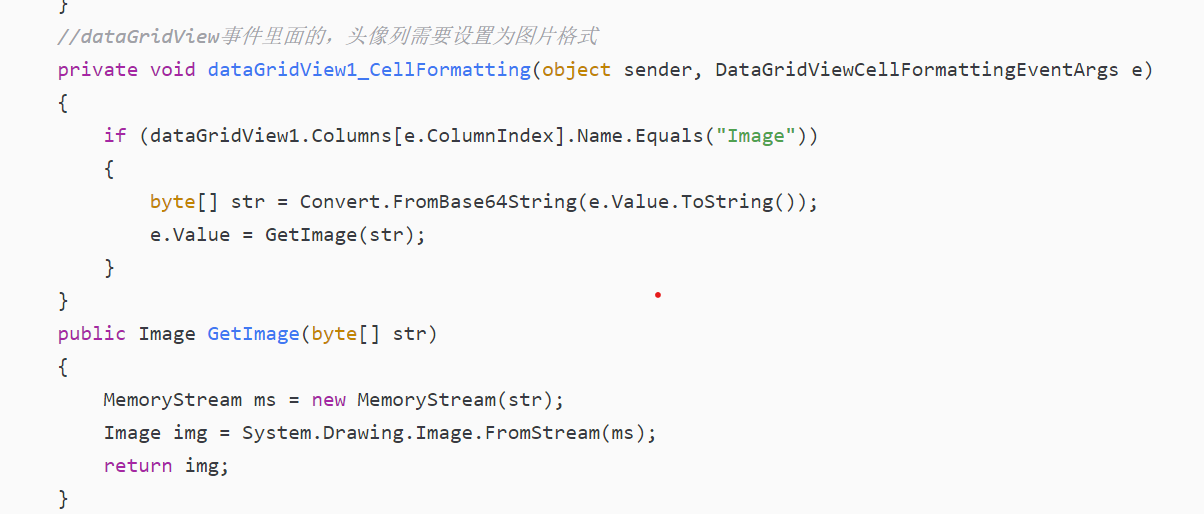 }
//dataGridView事件里面的，头像列需要设置为图片格式
private void dataGridView1_CellFormatting(object sender, DataGridViewCellFormattingEventArgs e)
{
    if (dataGridView1.Columns[e.ColumnIndex].Name.Equals("Image"))
    {
        byte[] str = Convert.FromBase64String(e.Value.ToString());
        e.Value = GetImage(str);
    }
}
public Image GetImage(byte[] str)
{
    MemoryStream ms = new MemoryStream(str);
    Image img = System.Drawing.Image.FromStream(ms);
    return img;
}